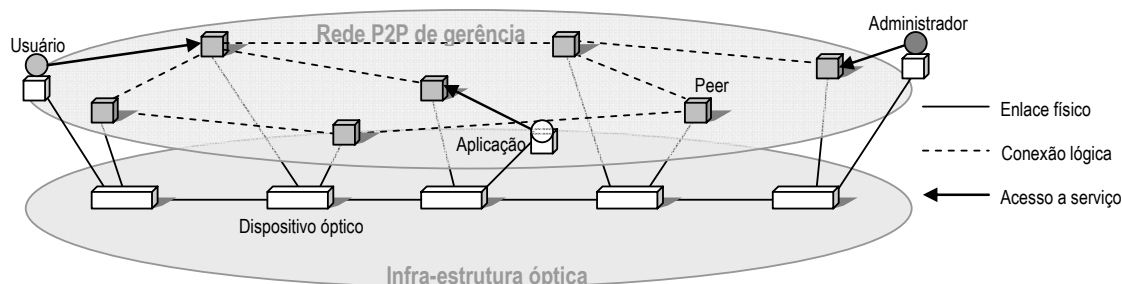 Usuário
Rede P2P de gerência
Administrador
Peer
Aplicação
Dispositivo óptico
Infra-estrutura óptica
Enlace físico
Conexão lógica
Acesso a serviço